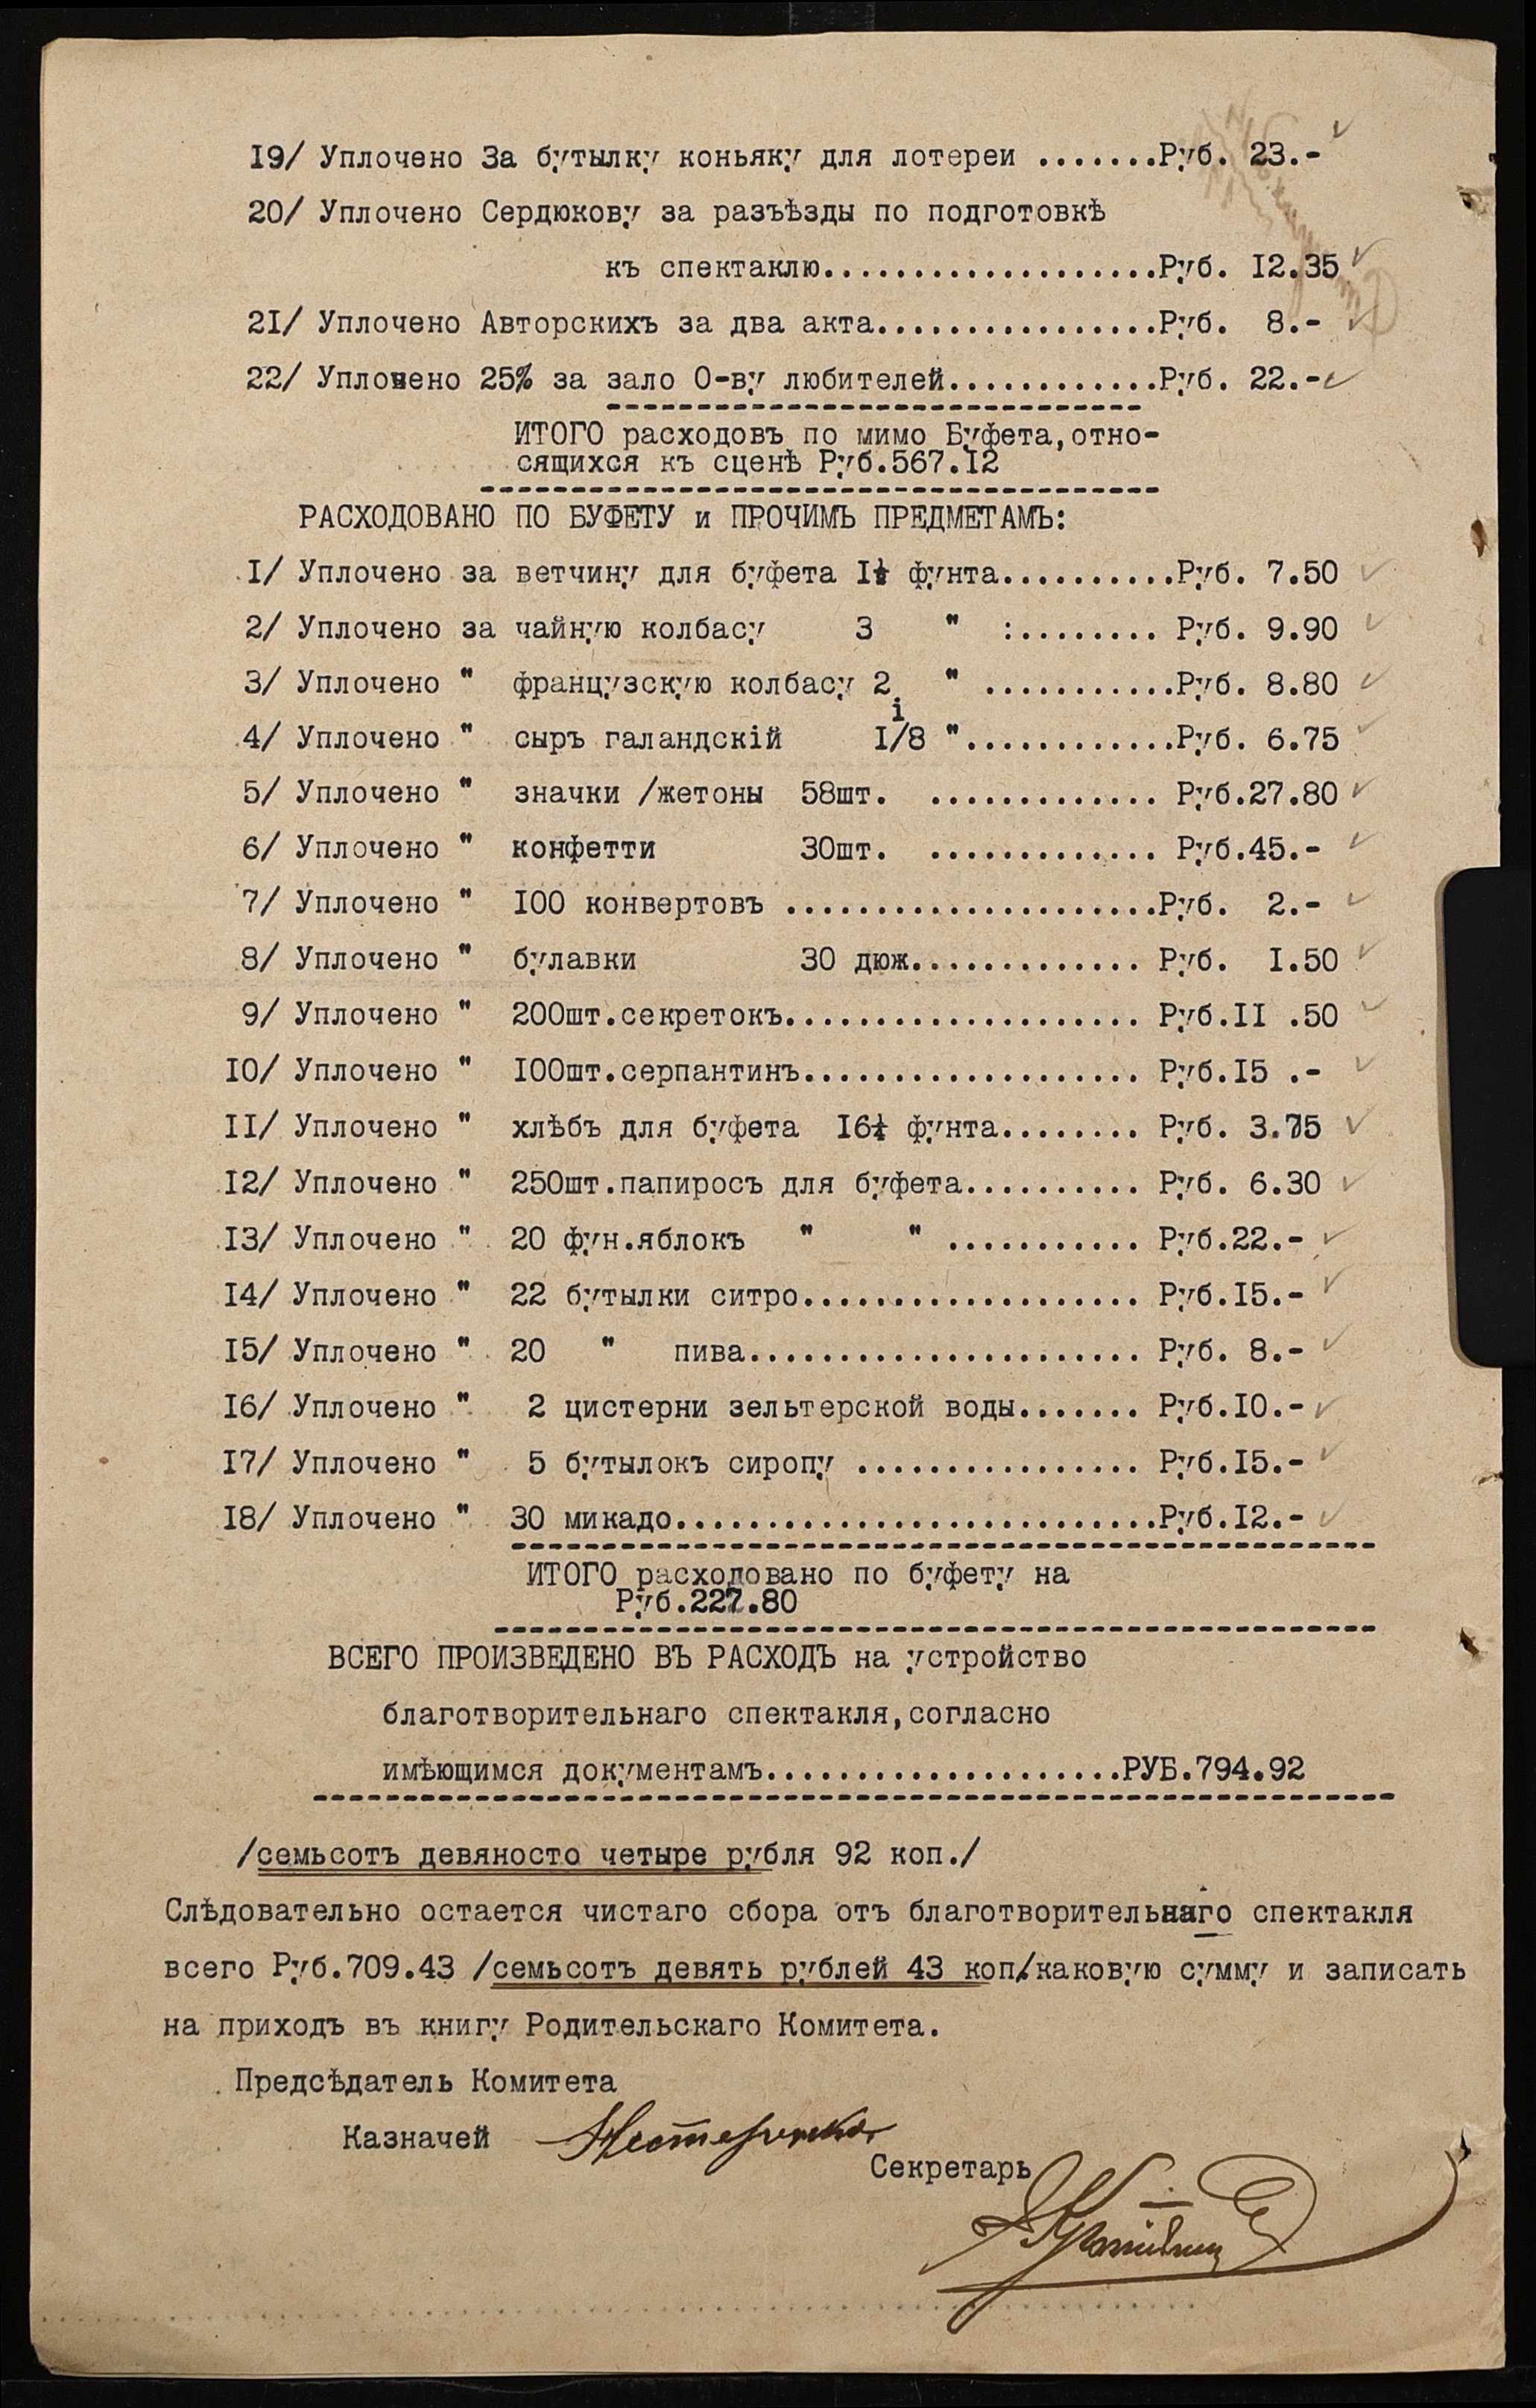 19/ Уплочено За бутылку коньяку для лотереи .......Руб. 23.-
20/ Уплочено Сердюкову за разъѣзды по подготовкѣ
къ спектаклю...................Руб. 12.35
21/ Уплочено Авторскихъ за два акта................Руб. 8.-
22/ Уплочено 25% за зало О-ву любителей............Руб. 22.-
ИТОГО расходовъ по мимо Буфета,отно-
сящихся къ сценѣ Руб.567.12
РАСХОДОВАНО ПО БУФЕТУ и ПРОЧИМЪ ПРЕДМЕТАМЪ:
1/ Уплочено за ветчину для буфета 1½ фунта..........Руб. 7.50
2/ Уплочено за чайную колбасу 3 " :........ Руб. 9.90
3/ Уплочено " французскую колбасу 2 " ...........Руб. 8.80
4/ Уплочено " сыръ галандскій 1 1/8 "............Руб. 6.75
5/ Уплочено " значки /жетоны 58шт. ............. Руб.27.80
6/ Уплочено " конфетти 30шт. ............. Руб.45.-
7/ Уплочено " 100 конвертовъ .....................Руб. 2.-
8/ Уплочено " булавки 30 дюж............. Руб. 1.50
9/ Уплочено " 200шт.секретокъ.................... Руб.11 .50
10/ Уплочено " 100шт.серпантинъ................... Руб.15 .-
11/ Уплочено " хлѣбъ для буфета 16¼ фунта........ Руб. 3.75
12/ Уплочено " 250шт.папиросъ для буфета.......... Руб. 6.30
13/ Уплочено " 20 фун.яблокъ " " ........... Руб.22.-
14/ Уплочено " 22 бутылки ситро................... Руб.15.-
15/ Уплочено " 20 " пива...................... Руб. 8.-
16/ Уплочено " 2 цистерни зельтерской воды....... Руб.10.-
17/ Уплочено " 5 бутылокъ сиропу ................ Руб.15.-
18/ Уплочено " 30 микадо...........................Руб.12.-
ИТОГО расходовано по буфету на
Руб.227.80
ВСЕГО ПРОИЗВЕДЕНО ВЪ РАСХОДЪ на устройство
благотворительнаго спектакля,согласно
имѣющимся документамъ....................РУБ.794.92
/семьсотъ девяносто четыре рубля 92 коп./
Слѣдовательно остается чистаго сбора отъ благотворительнаго спектакля
всего Руб.709.43 /семьсотъ девять рублей 43 коп./каковую сумму и записать
на приходъ въ книгу Родительскаго Комитета.
Предсѣдатель Комитета
Казначей Нестеренко
Секретарь